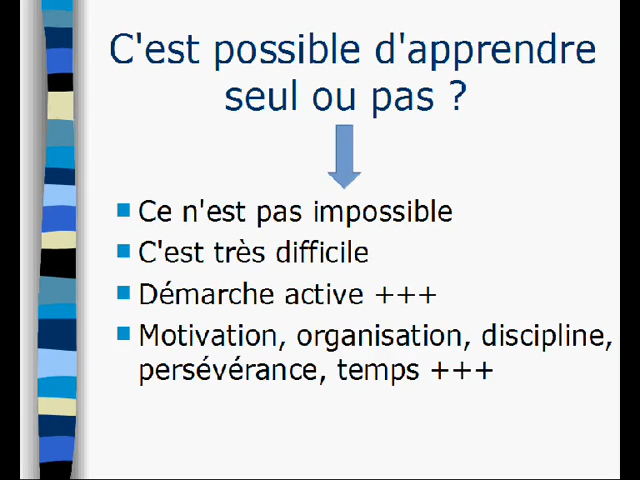 C'est possible d'apprendre
seul ou pas ?
Ce n'est pas impossible
C'est très difficile
Démarche active +++
Motivation, organisation, discipline,
persévérance, temps +++